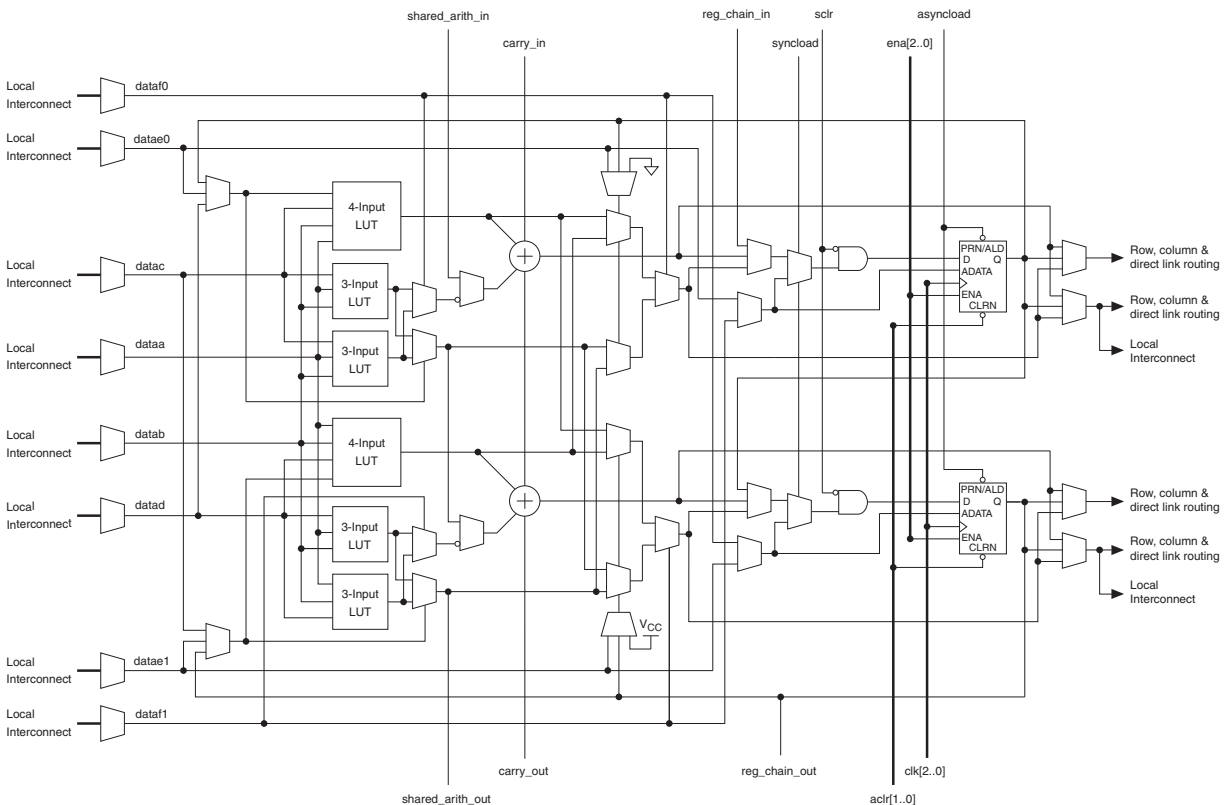 shared_arith_in
carry_in
reg_chain_in
sclr
syncload
asyncload
ena[2..0]
Local
Interconnect
dataf0
Local
Interconnect
datae0
4-Input
LUT
Local
Interconnect
datac
3-Input
LUT
Local
Interconnect
dataa
3-Input
LUT
+
PRN/ALD
D Q
ADATA
ENA
CLRN
Row, column &
direct link routing
Row, column &
direct link routing
Local
Interconnect
Local
Interconnect
datab
4-Input
LUT
Local
Interconnect
datad
3-Input
LUT
3-Input
LUT
+
PRN/ALD
D Q
ADATA
ENA
CLRN
Row, column &
direct link routing
Row, column &
direct link routing
Local
Interconnect
VCC
Local
Interconnect
datae1
Local
Interconnect
dataf1
carry_out
reg_chain_out
clk[2..0]
shared_arith_out
aclr[1..0]